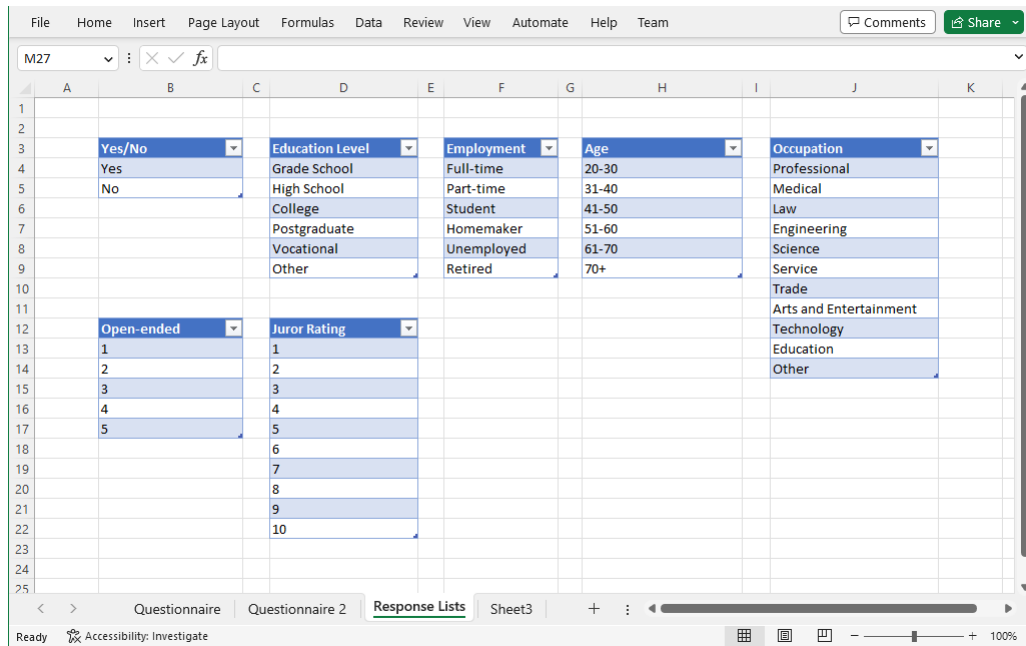 File Home Insert Page Layout Formulas Data Review View Automate Help Team Comments Share
M27 fx
A B C D E F G H I J K
1
2
3 Yes/No Education Level Employment Age Occupation
4 Yes Grade School Full-time 20-30 Professional
5 No High School Part-time 31-40 Medical
6 College Student 41-50 Law
7 Postgraduate Homemaker 51-60 Engineering
8 Vocational Unemployed 61-70 Science
9 Other Retired 70+ Service
10 Trade
11 Arts and Entertainment
12 Open-ended Juror Rating Technology
13 1 1 Education
14 2 2 Other
15 3 3
16 4 4
17 5 5
18 6
19 7
20 8
21 9
22 10
23
24
25
Questionnaire Questionnaire 2 Response Lists Sheet3
Ready Accessibility: Investigate 100%